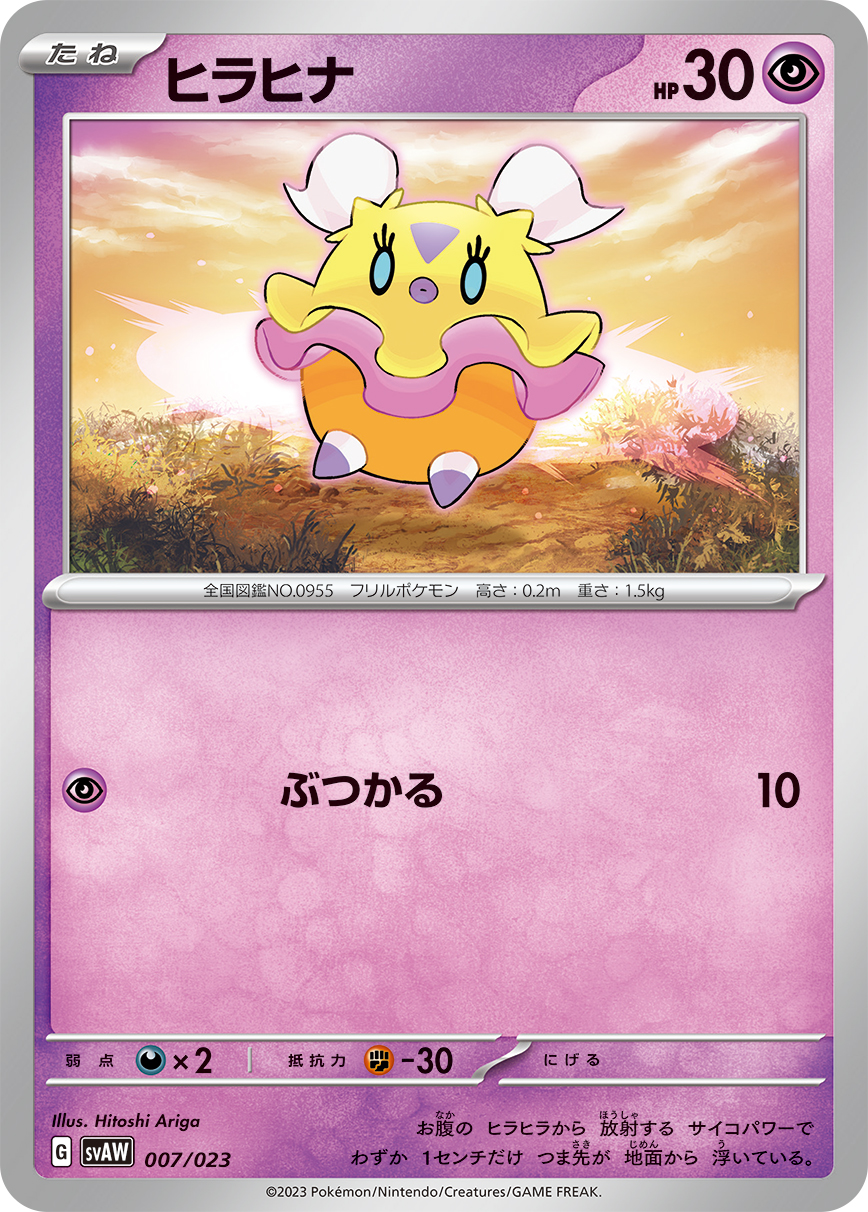 たね
ヒラヒナ
HP30
全国図鑑NO.0955 フリルポケモン 高さ：0.2m 重さ：1.5kg
ぶつかる 10
弱点 ×2 抵抗力 -30 にげる
Illus. Hitoshi Ariga
G svAW 007/023
お腹の ヒラヒラから 放射する サイコパワーで
わずか 1センチだけ つま先が 地面から 浮いている。
©2023 Pokémon/Nintendo/Creatures/GAME FREAK.